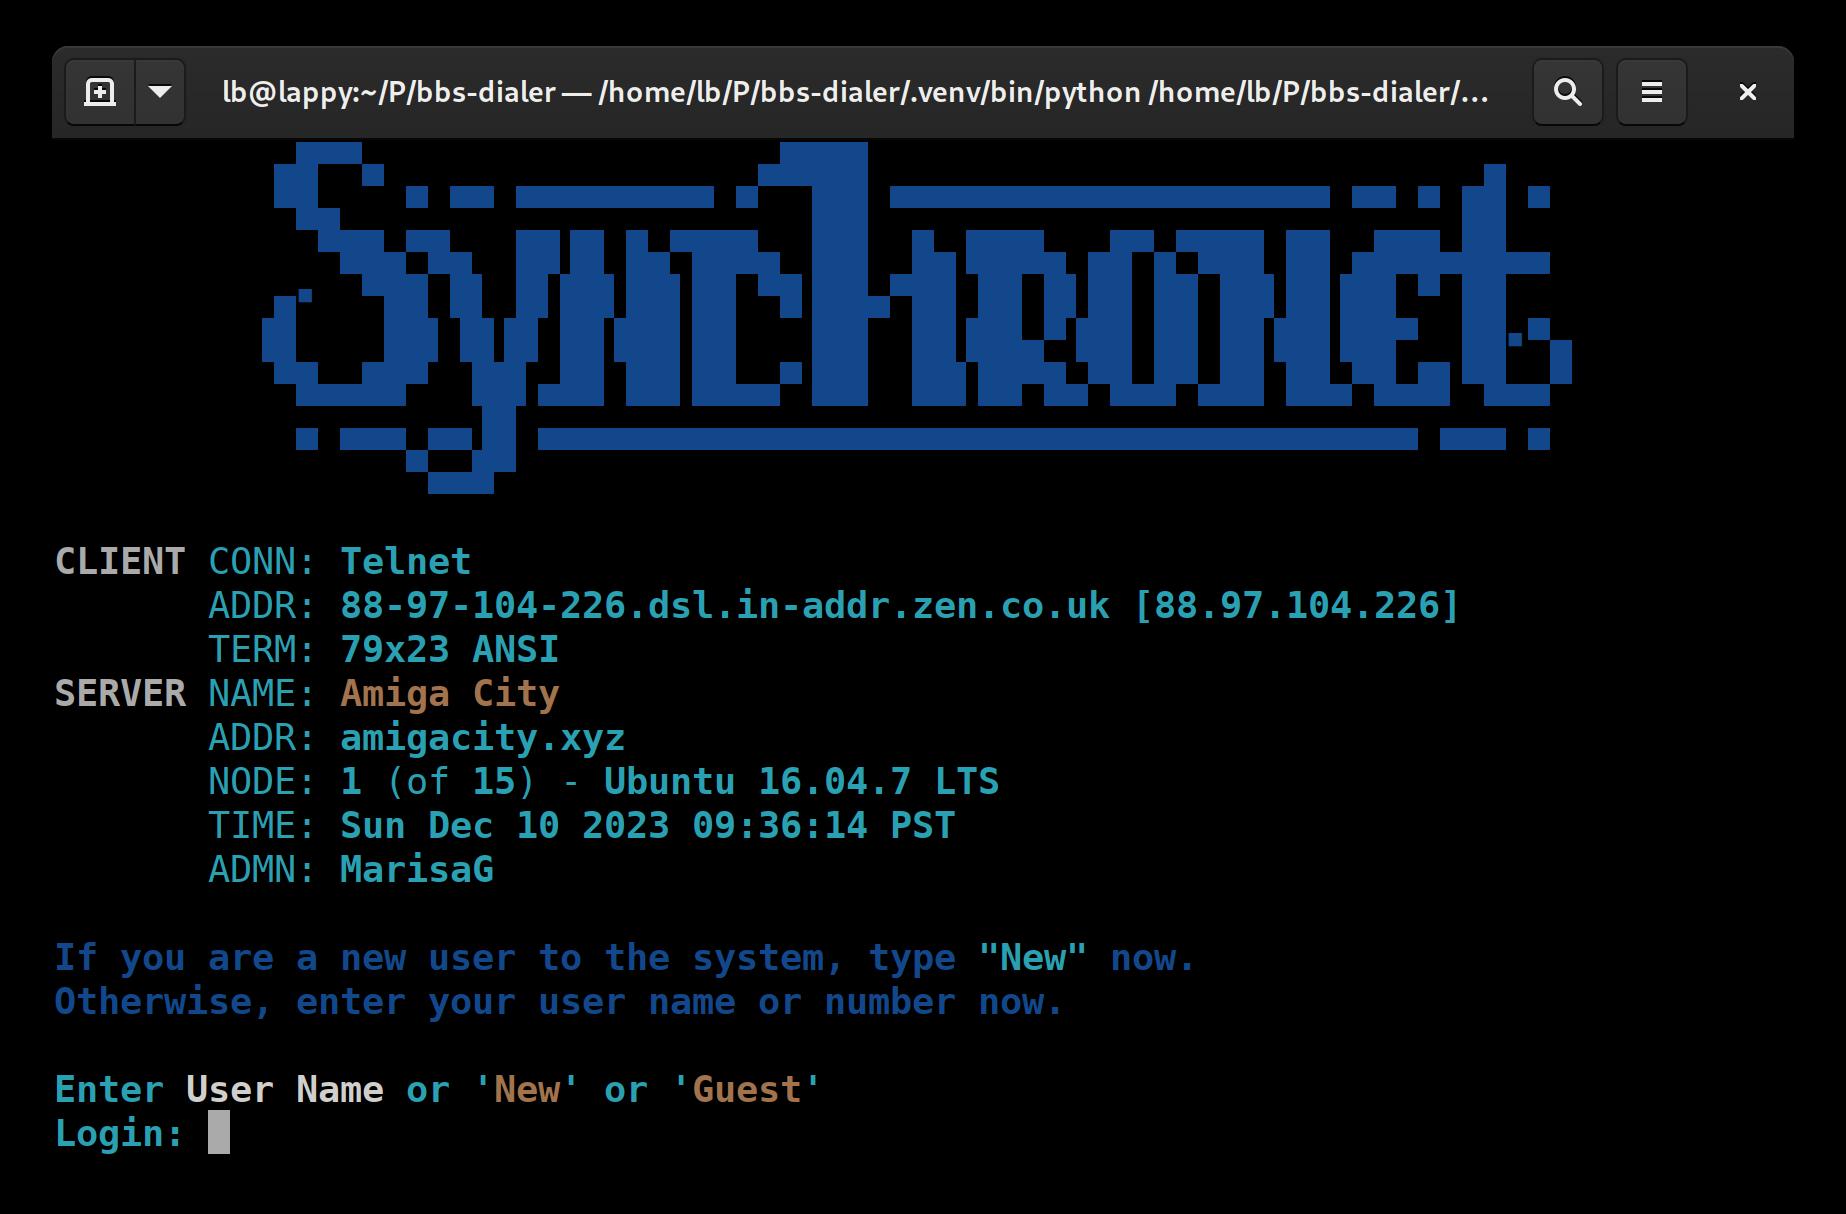 lb@lappy:~/P/bbs-dialer — /home/lb/P/bbs-dialer/.venv/bin/python /home/lb/P/bbs-dialer/…
Synchronet
CLIENT CONN: Telnet
ADDR: 88-97-104-226.dsl.in-addr.zen.co.uk [88.97.104.226]
TERM: 79x23 ANSI
SERVER NAME: Amiga City
ADDR: amigacity.xyz
NODE: 1 (of 15) - Ubuntu 16.04.7 LTS
TIME: Sun Dec 10 2023 09:36:14 PST
ADMN: MarisaG
If you are a new user to the system, type "New" now.
Otherwise, enter your user name or number now.
Enter User Name or 'New' or 'Guest'
Login: